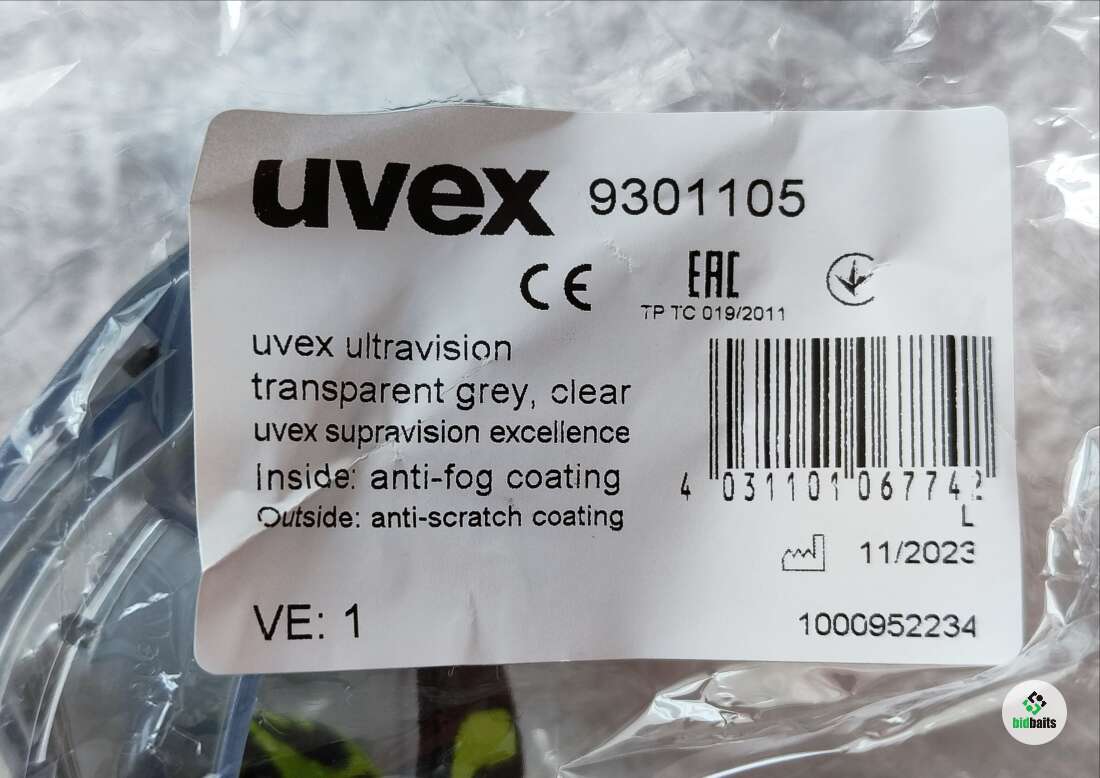 uvex 9301105
CE EAC
TP TC 019/2011
uvex ultravision
transparent grey, clear
uvex supravision excellence
Inside: anti-fog coating
Outside: anti-scratch coating
4 031101 067742
L
11/2023
VE: 1
1000952234
bidbaits